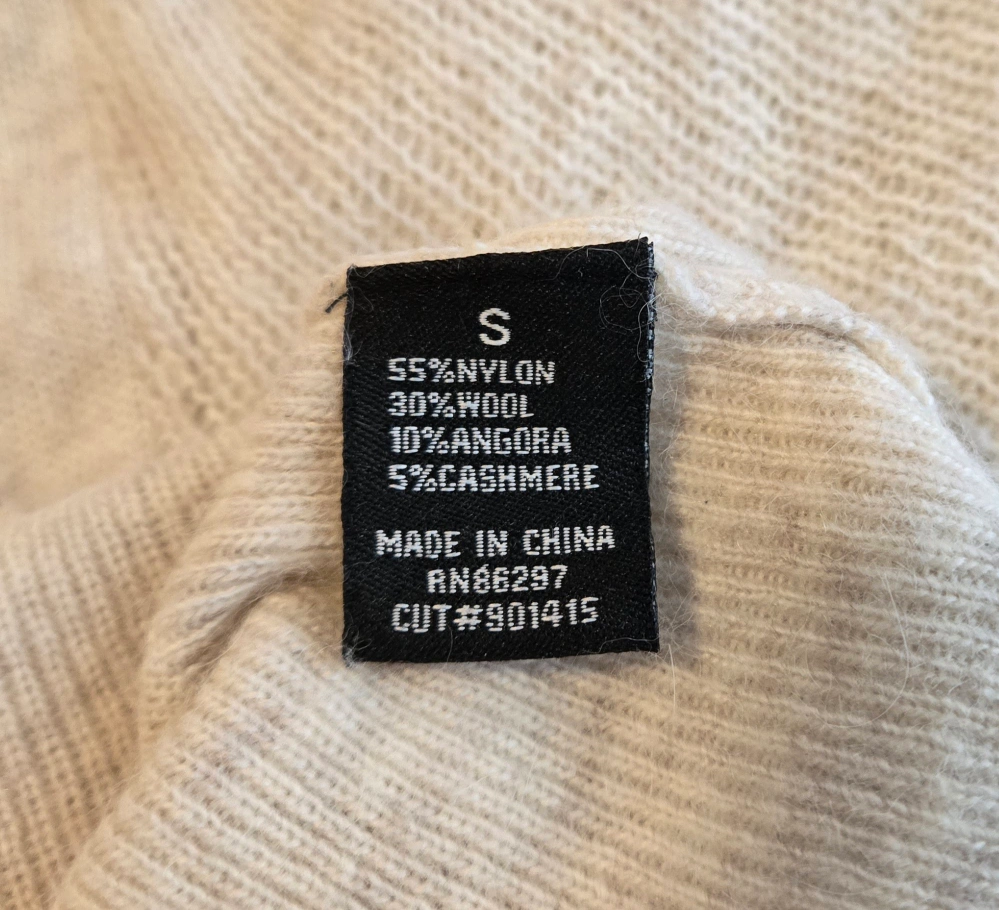 S
55%NYLON
30%WOOL
10%ANGORA
5%CASHMERE
MADE IN CHINA
RN86297
CUT#901415